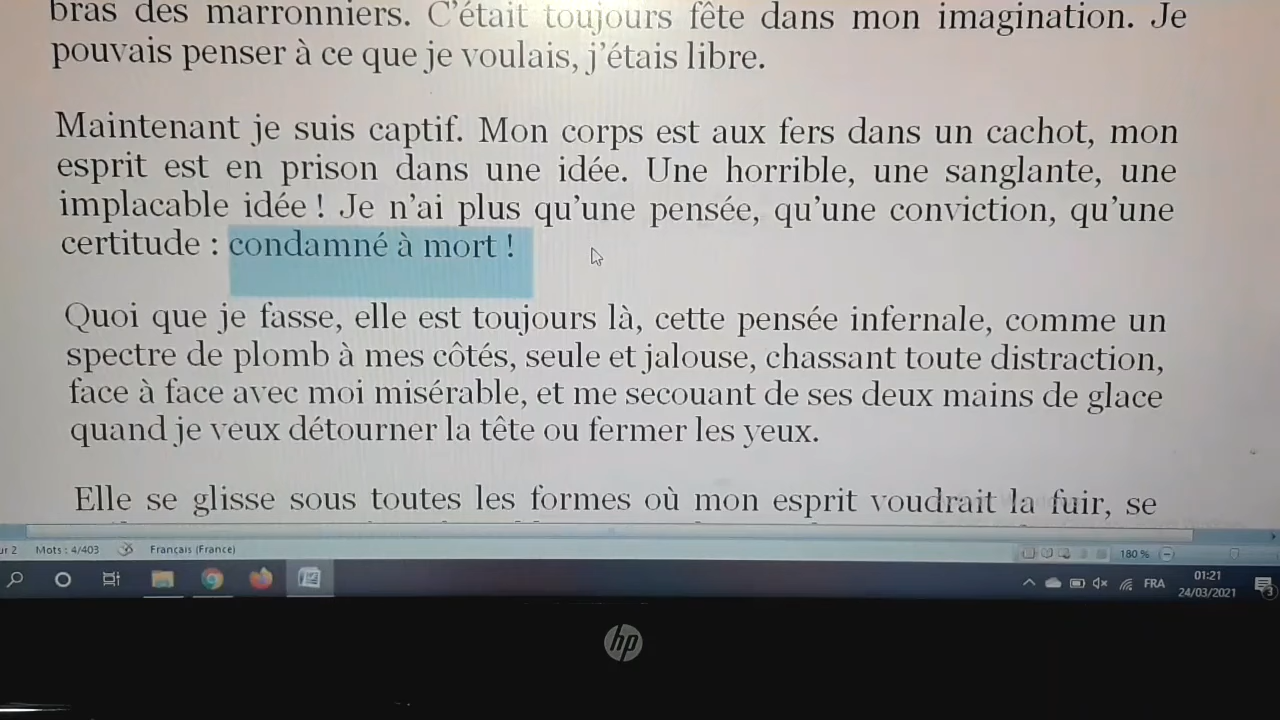 bras des marronniers. C'était toujours fête dans mon imagination. Je
pouvais penser à ce que je voulais, j'étais libre.
Maintenant je suis captif. Mon corps est aux fers dans un cachot, mon
esprit est en prison dans une idée. Une horrible, une sanglante, une
implacable idée ! Je n'ai plus qu'une pensée, qu'une conviction, qu'une
certitude : condamné à mort !
Quoi que je fasse, elle est toujours là, cette pensée infernale, comme un
spectre de plomb à mes côtés, seule et jalouse, chassant toute distraction,
face à face avec moi misérable, et me secouant de ses deux mains de glace
quand je veux détourner la tête ou fermer les yeux.
Elle se glisse sous toutes les formes où mon esprit voudrait la fuir, se
ur 2 Mots : 4/403 Français (France) 180 %
FRA 01:21
24/03/2021 3
hp